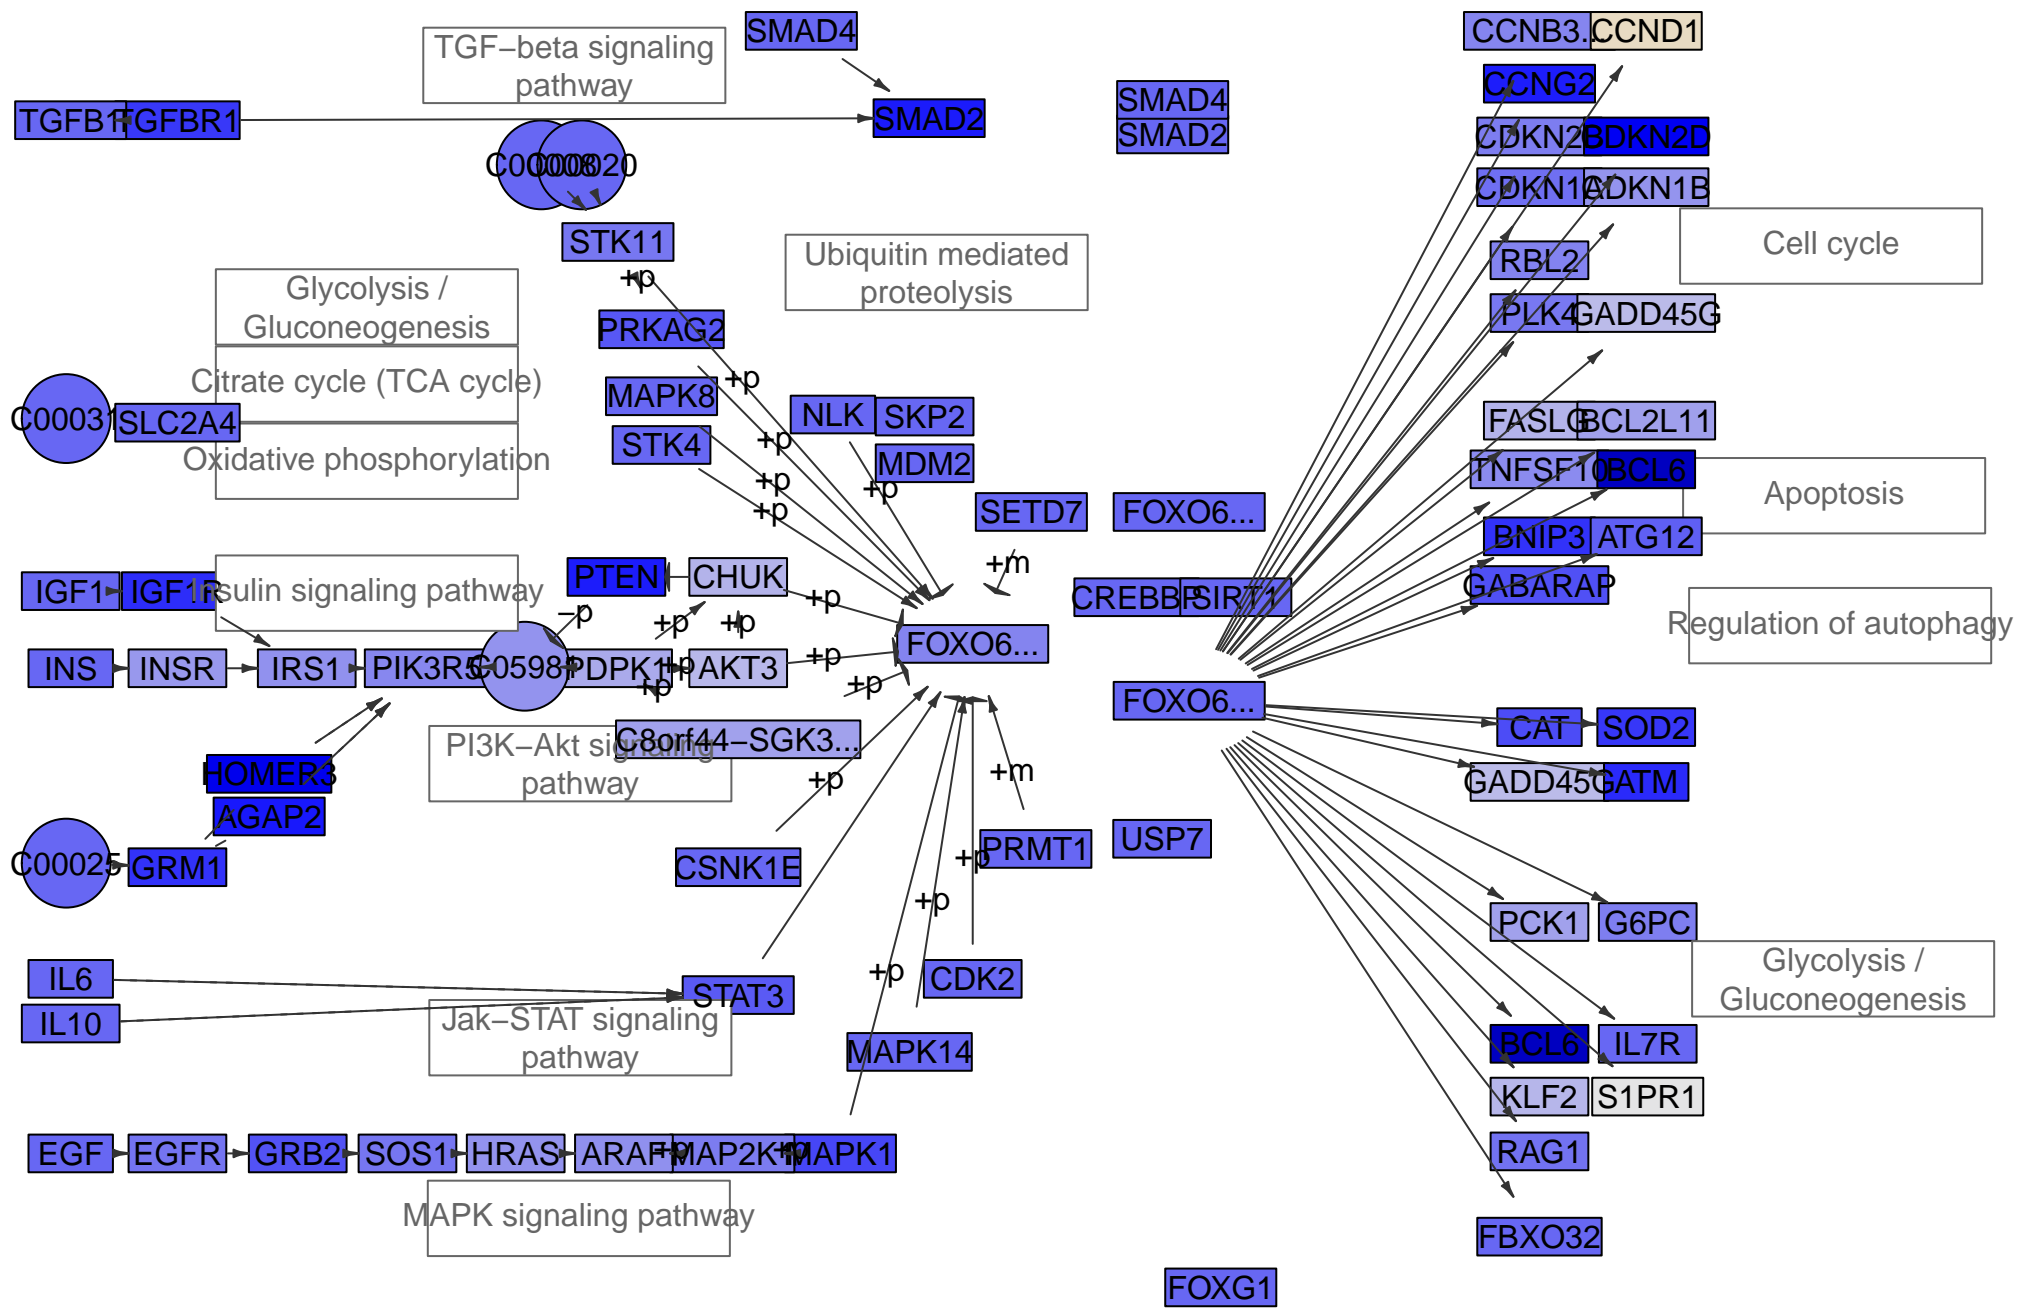 SMAD4
CCNB3...
CCND1
TGF−beta signaling
pathway
CCNG2
SMAD4
TGFB1
TGFBR1
SMAD2
SMAD2
CDKN2B
CDKN2D
C00020
CDKN1A
CDKN1B
STK11
+p
Ubiquitin mediated
proteolysis
Cell cycle
RBL2
Glycolysis /
Gluconeogenesis
PRKAG2
PLK4
GADD45G
Citrate cycle (TCA cycle)
+p
MAPK8
C00031
SLC2A4
NLK
SKP2
FASLG
BCL2L11
STK4
+p
Oxidative phosphorylation
MDM2
TNFSF10
BCL6
+p
+p
Apoptosis
+p
SETD7
FOXO6...
BNIP3
ATG12
+m
IGF1
IGF1R
Insulin signaling pathway
PTEN
CHUK
GABARAP
CREBBP
SIRT1
+p
−p
+p
+p
Regulation of autophagy
FOXO6...
INS
INSR
IRS1
PIK3R5
C05981
PDPK1
+p
AKT3
+p
+p
+p
FOXO6...
CAT
SOD2
C8orf44−SGK3...
PI3K−Akt signaling
pathway
HOMER3
+p
+m
GADD45G
ATM
AGAP2
C00025
GRM1
CSNK1E
+p
PRMT1
USP7
+p
PCK1
G6PC
IL6
+p
CDK2
Glycolysis /
Gluconeogenesis
STAT3
IL10
Jak−STAT signaling
pathway
MAPK14
BCL6
IL7R
KLF2
S1PR1
EGF
EGFR
GRB2
SOS1
HRAS
ARAF
+p
MAP2K1
+p
MAPK1
RAG1
MAPK signaling pathway
FBXO32
FOXG1